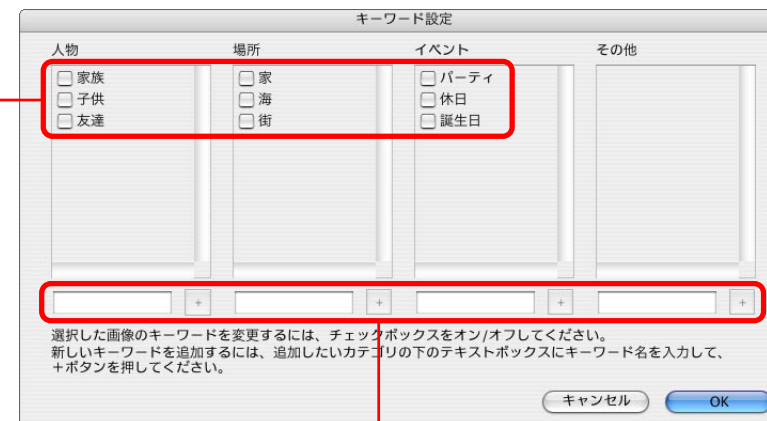 キーワード設定
人物 場所 イベント その他
家族 家 パーティ
子供 海 休日
友達 街 誕生日
+ + + +
選択した画像のキーワードを変更するには、チェックボックスをオン/オフしてください。
新しいキーワードを追加するには、追加したいカテゴリの下のテキストボックスにキーワード名を入力して、
+ボタンを押してください。
キャンセル OK